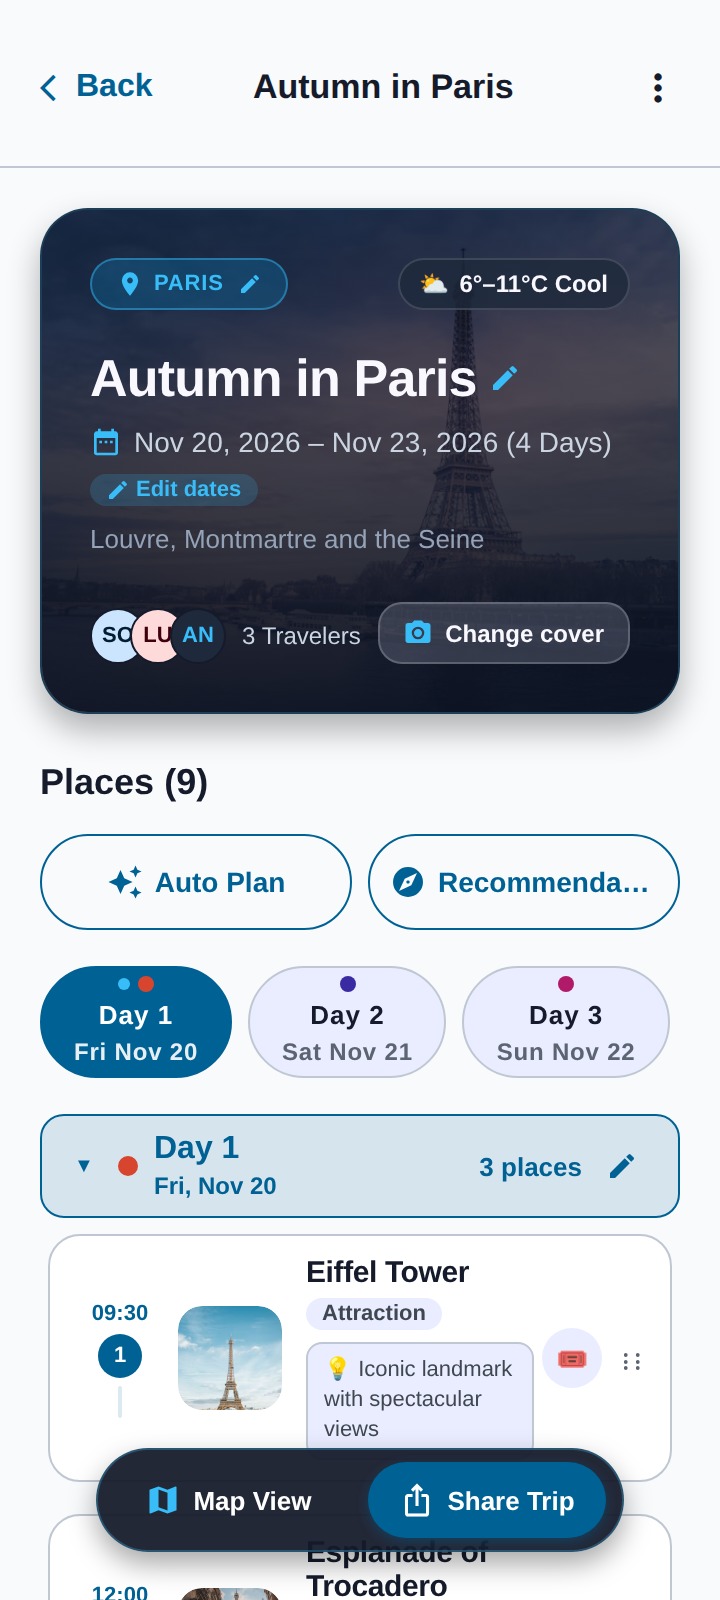 Back
Autumn in Paris
PARIS
6°–11°C Cool
Autumn in Paris
Nov 20, 2026 – Nov 23, 2026 (4 Days)
Edit dates
Louvre, Montmartre and the Seine
SO LU AN 3 Travelers
Change cover
Places (9)
Auto Plan
Recommenda...
Day 1
Fri Nov 20
Day 2
Sat Nov 21
Day 3
Sun Nov 22
Day 1
Fri, Nov 20
3 places
Eiffel Tower
09:30
Attraction
1
Iconic landmark
with spectacular
views
Map View
Share Trip
Esplanade of
Trocadero
12:00